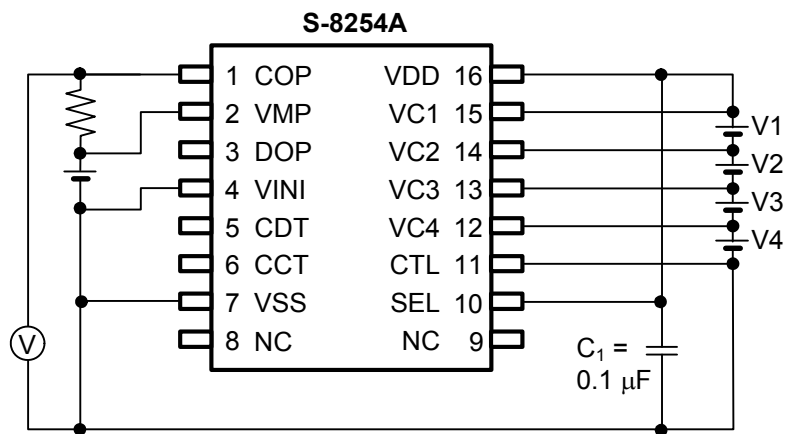 S-8254A
1 COP VDD 16
2 VMP VC1 15
3 DOP VC2 14
4 VINI VC3 13
5 CDT VC4 12
6 CCT CTL 11
7 VSS SEL 10
8 NC NC 9
V1
V2
V3
V4
V
C₁ =
0.1 μF